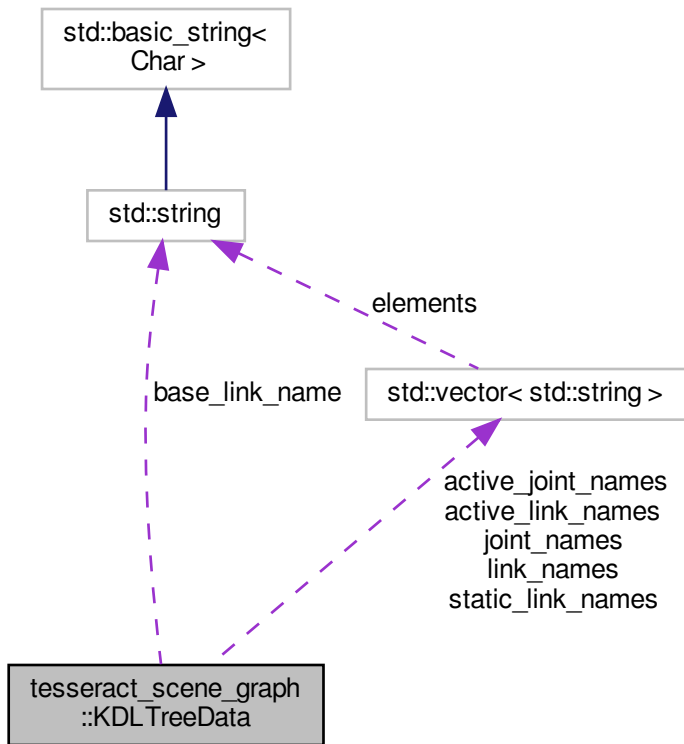 std::basic_string<
Char >
std::string
elements
std::vector< std::string >
base_link_name
active_joint_names
active_link_names
joint_names
link_names
static_link_names
tesseract_scene_graph
::KDLTreeData